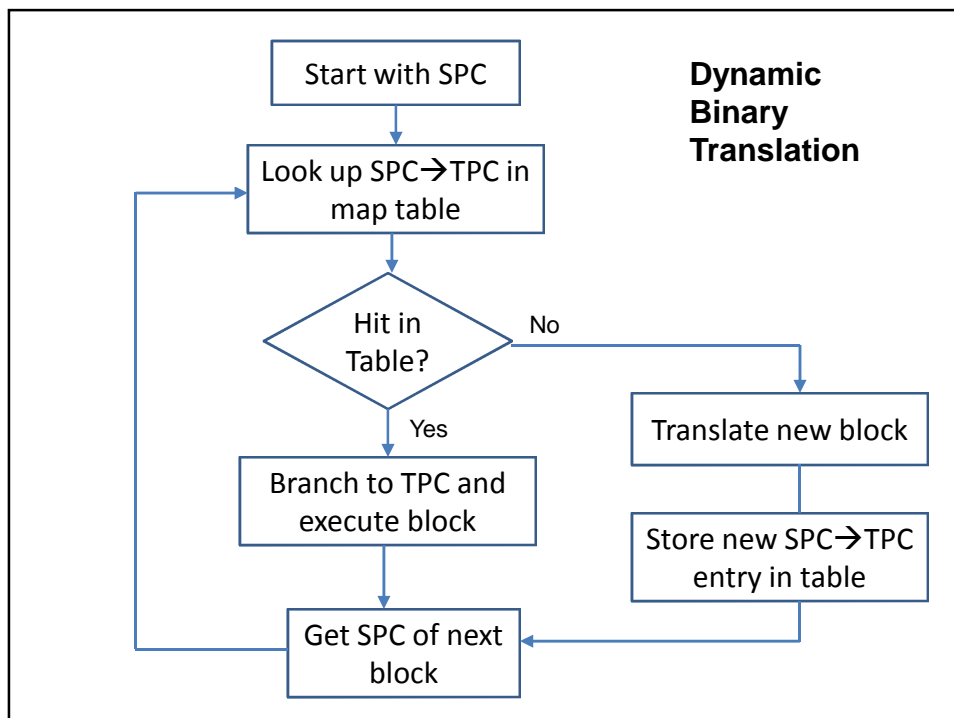 Start with SPC
Dynamic
Binary
Translation
Look up SPC→TPC in
map table
Hit in
Table?
No
Yes
Translate new block
Branch to TPC and
execute block
Store new SPC→TPC
entry in table
Get SPC of next
block